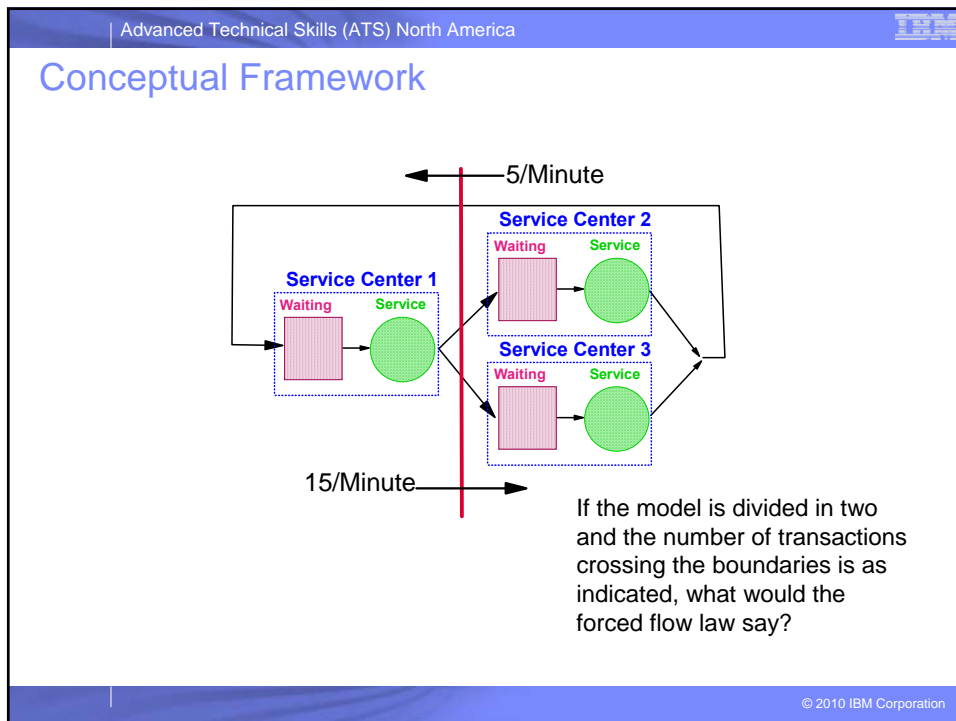 Advanced Technical Skills (ATS) North America
IBM
Conceptual Framework
5/Minute
Service Center 2
Waiting Service
Service Center 1
Waiting Service
Service Center 3
Waiting Service
15/Minute
If the model is divided in two
and the number of transactions
crossing the boundaries is as
indicated, what would the
forced flow law say?
© 2010 IBM Corporation